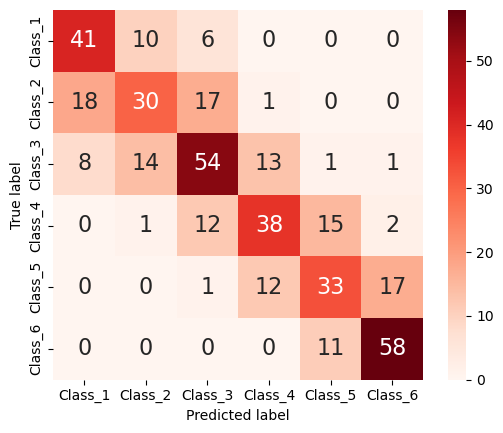 True label
Class_1 41 10 6 0 0 0
Class_2 18 30 17 1 0 0
Class_3 8 14 54 13 1 1
Class_4 0 1 12 38 15 2
Class_5 0 0 1 12 33 17
Class_6 0 0 0 0 11 58
Class_1 Class_2 Class_3 Class_4 Class_5 Class_6
Predicted label
50
40
30
20
10
0